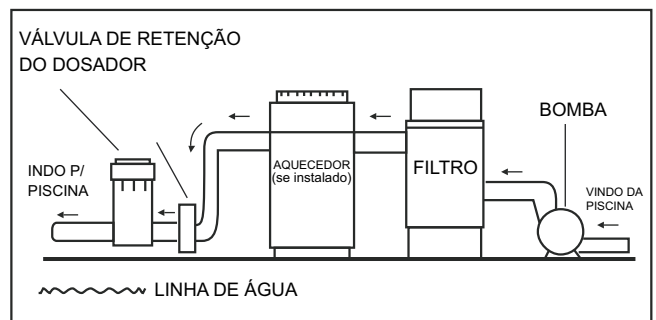 VÁLVULA DE RETENÇÃO
DO DOSADOR
BOMBA
INDO P/
PISCINA
AQUECEDOR
(se instalado)
FILTRO
VINDO DA
PISCINA
LINHA DE ÁGUA